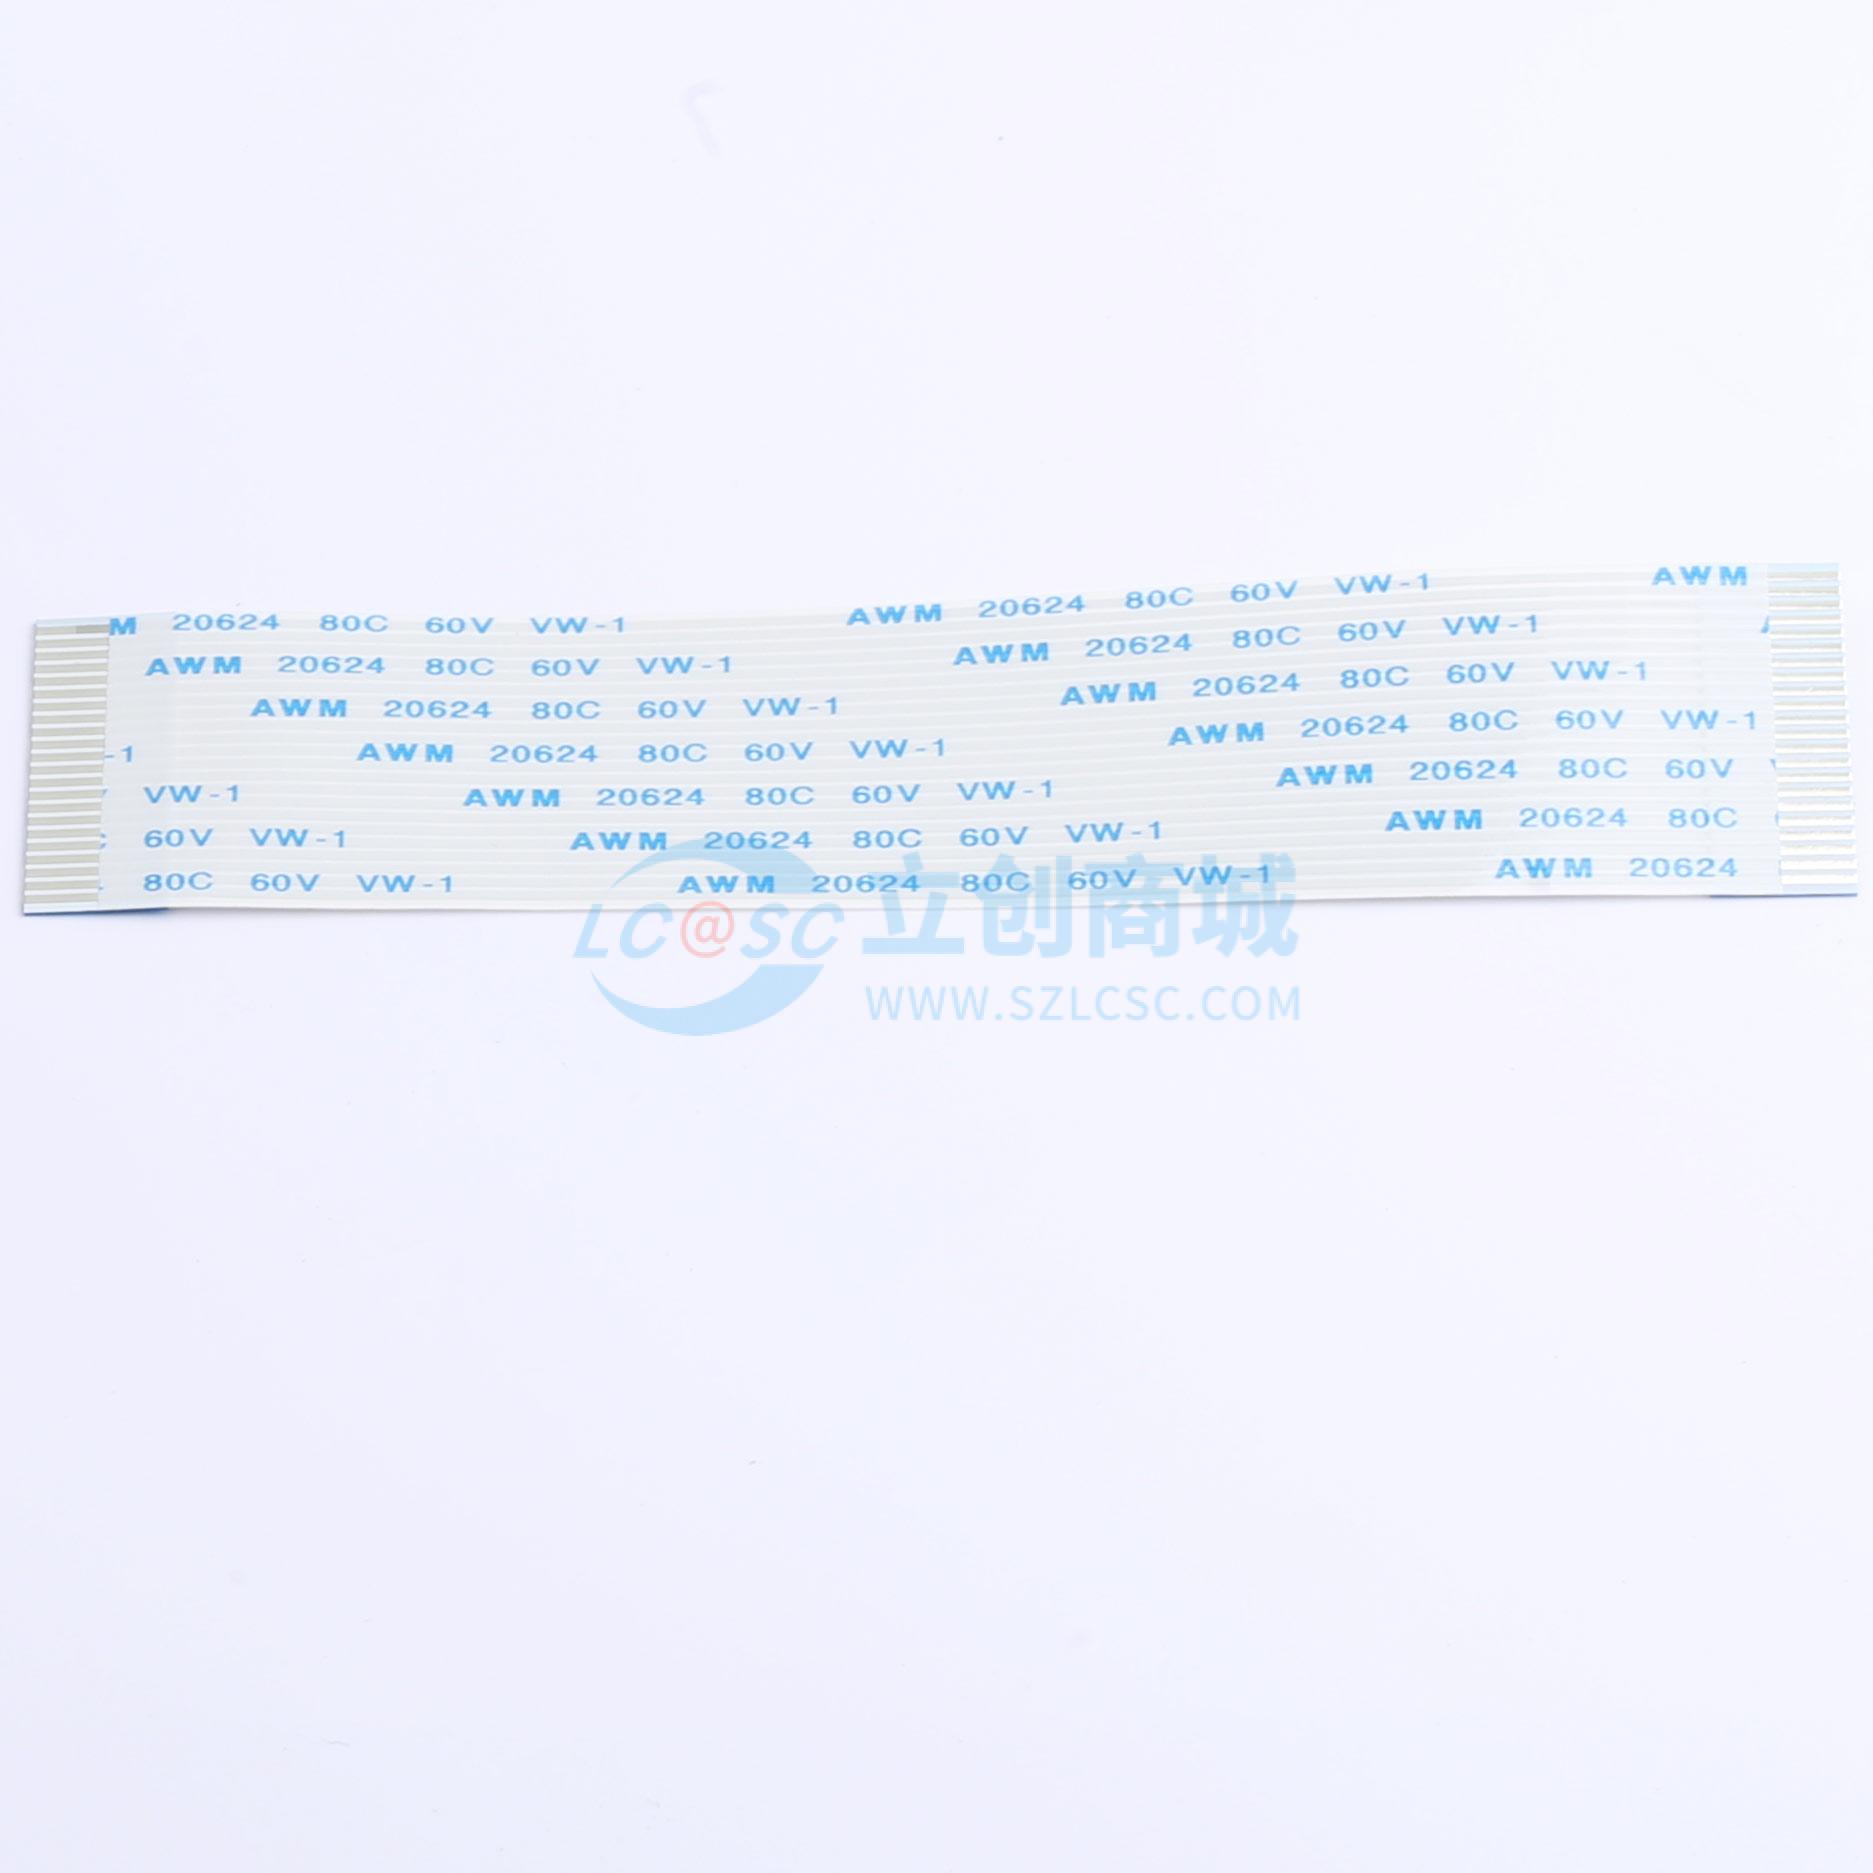 M 20624 80C 60V VW-1 AWM 20624 80C 60V VW-1 AWM
AWM 20624 80C 60V VW-1 AWM 20624 80C 60V VW-1
AWM 20624 80C 60V VW-1 AWM 20624 80C 60V VW-1
-1 AWM 20624 80C 60V VW-1 AWM 20624 80C 60V VW-1
VW-1 AWM 20624 80C 60V VW-1 AWM 20624 80C 60V
60V VW-1 AWM 20624 80C 60V VW-1 AWM 20624 80C
80C 60V VW-1 AWM 20624 80C 60V VW-1 AWM 20624
LC@SC 立创商城
WWW.SZLCSC.COM